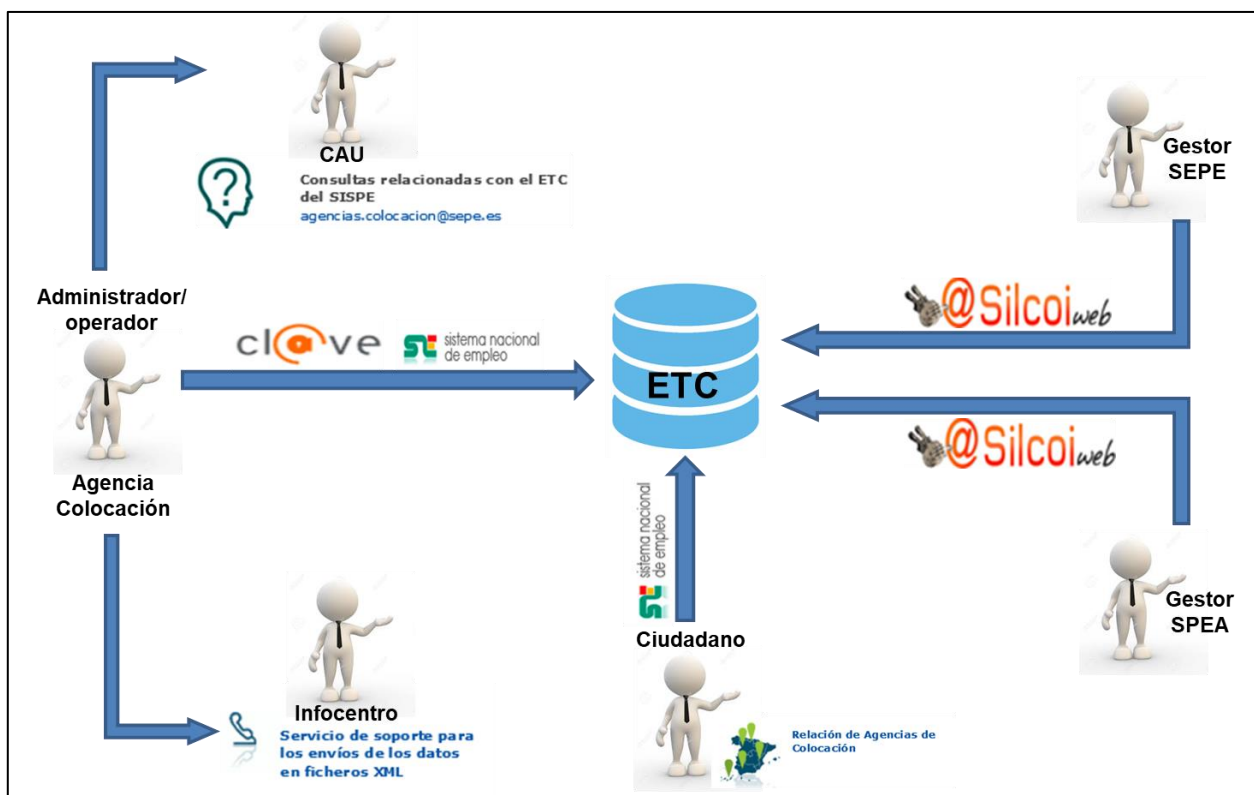 CAU
Consultas relacionadas con el ETC
del SISPE
agencias.colocacion@sepe.es
Gestor
SEPE
Administrador/
operador
cl@ve
sistema nacional
de empleo
@Silcoiweb
ETC
@Silcoiweb
Agencia
Colocación
sistema nacional
de empleo
Gestor
SPEA
Ciudadano
Infocentro
Servicio de soporte para
los envíos de los datos
en ficheros XML
Relación de Agencias de
Colocación